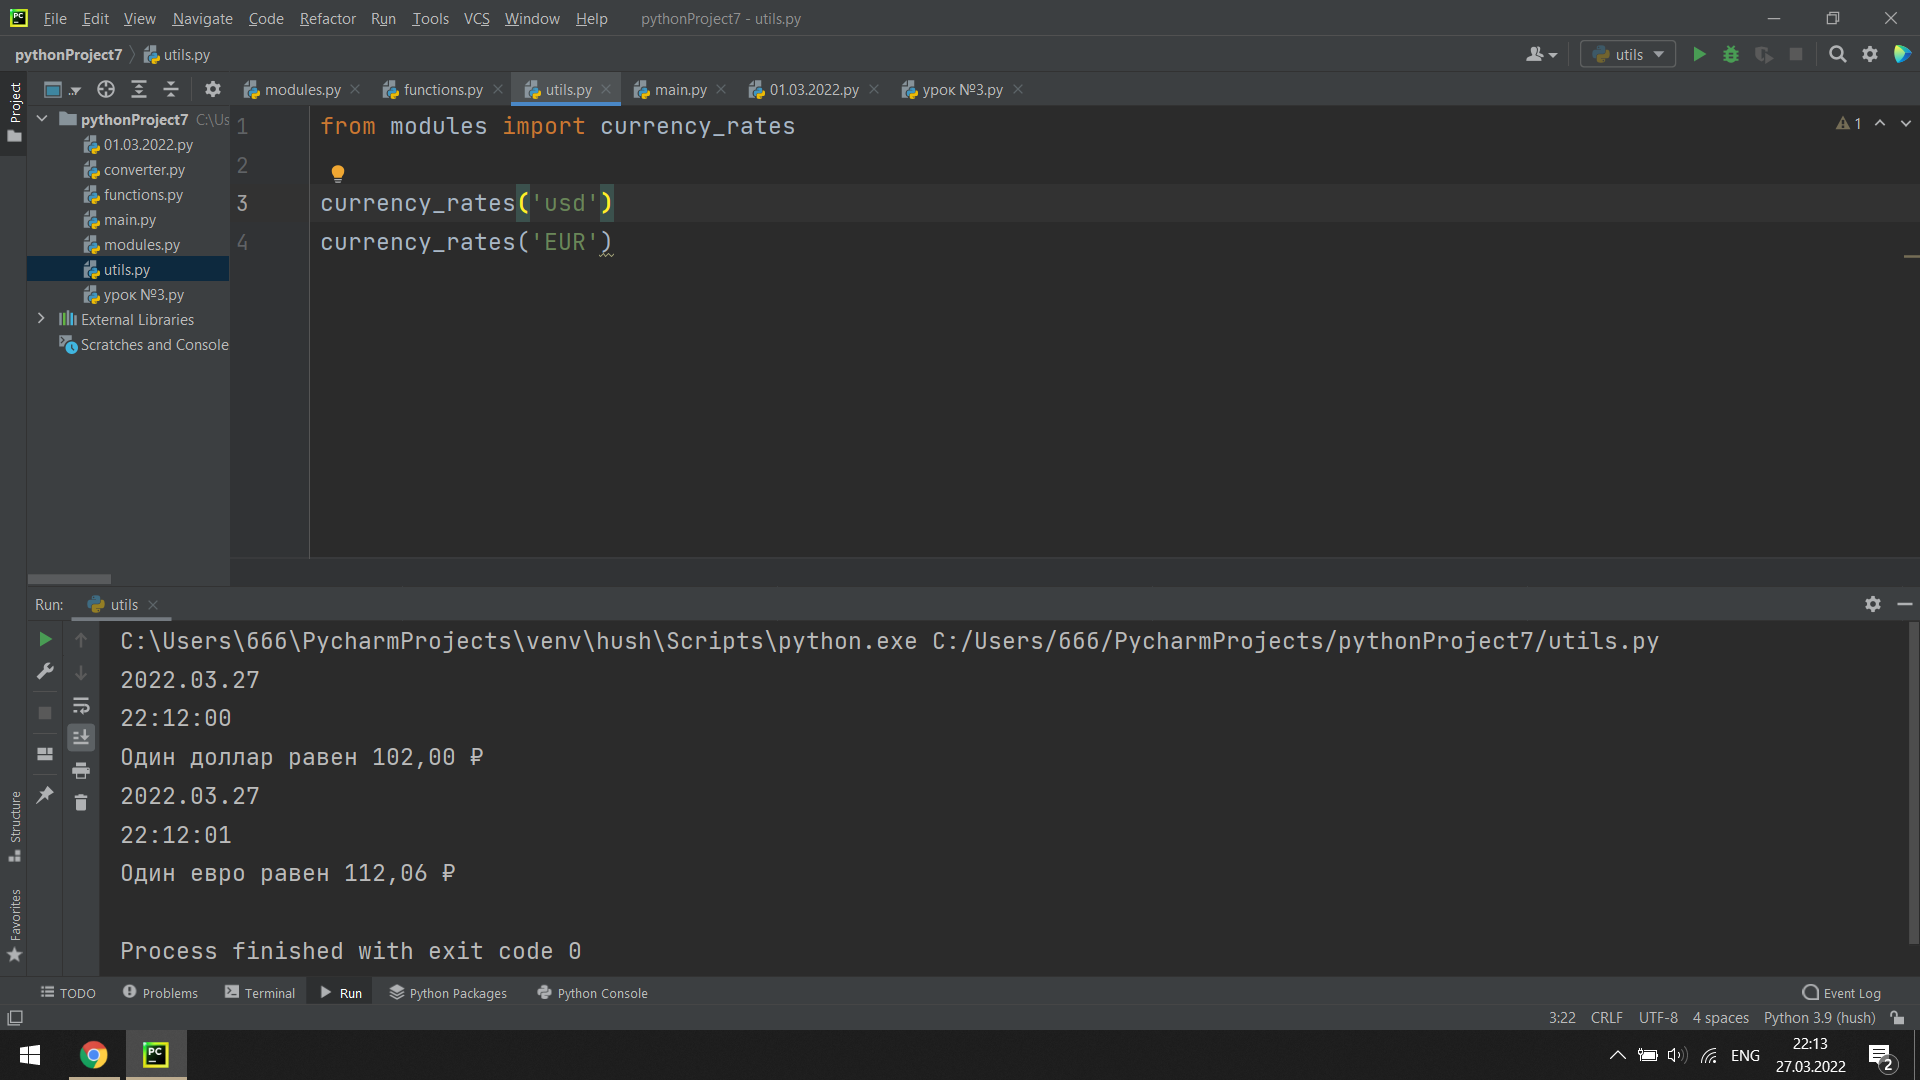 File Edit View Navigate Code Refactor Run Tools VCS Window Help pythonProject7 - utils.py
pythonProject7 utils.py utils
modules.py functions.py utils.py main.py 01.03.2022.py урок №3.py
Project
pythonProject7 C:\Us
01.03.2022.py
converter.py
functions.py
main.py
modules.py
utils.py
урок №3.py
External Libraries
Scratches and Console
1 from modules import currency_rates
2
3 currency_rates('usd')
4 currency_rates('EUR')
1
Run: utils
C:\Users\666\PycharmProjects\venv\hush\Scripts\python.exe C:/Users/666/PycharmProjects/pythonProject7/utils.py
2022.03.27
22:12:00
Один доллар равен 102,00 ₽
2022.03.27
22:12:01
Один евро равен 112,06 ₽
Process finished with exit code 0
Structure
Favorites
TODO Problems Terminal Run Python Packages Python Console Event Log
3:22 CRLF UTF-8 4 spaces Python 3.9 (hush)
PC
ENG
22:13
27.03.2022
2